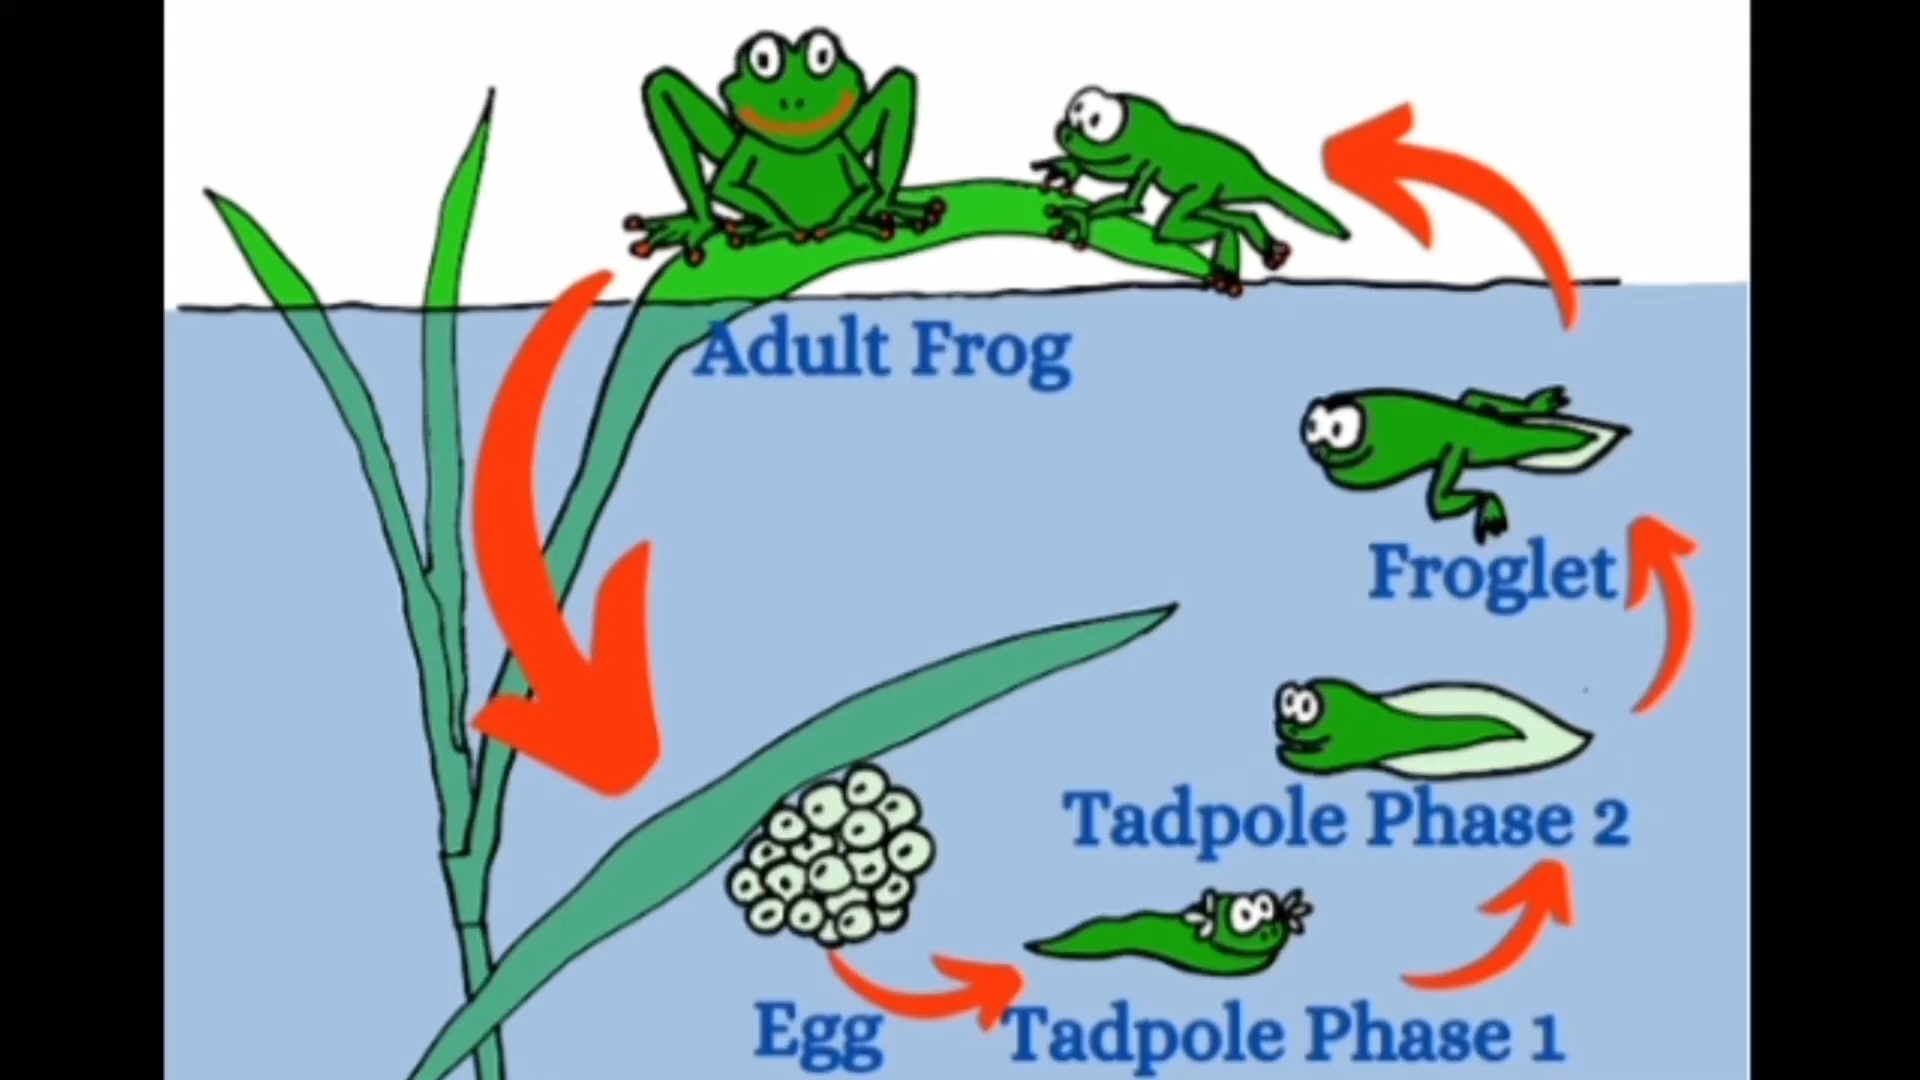 Adult Frog
Froglet
Tadpole Phase 2
Egg
Tadpole Phase 1